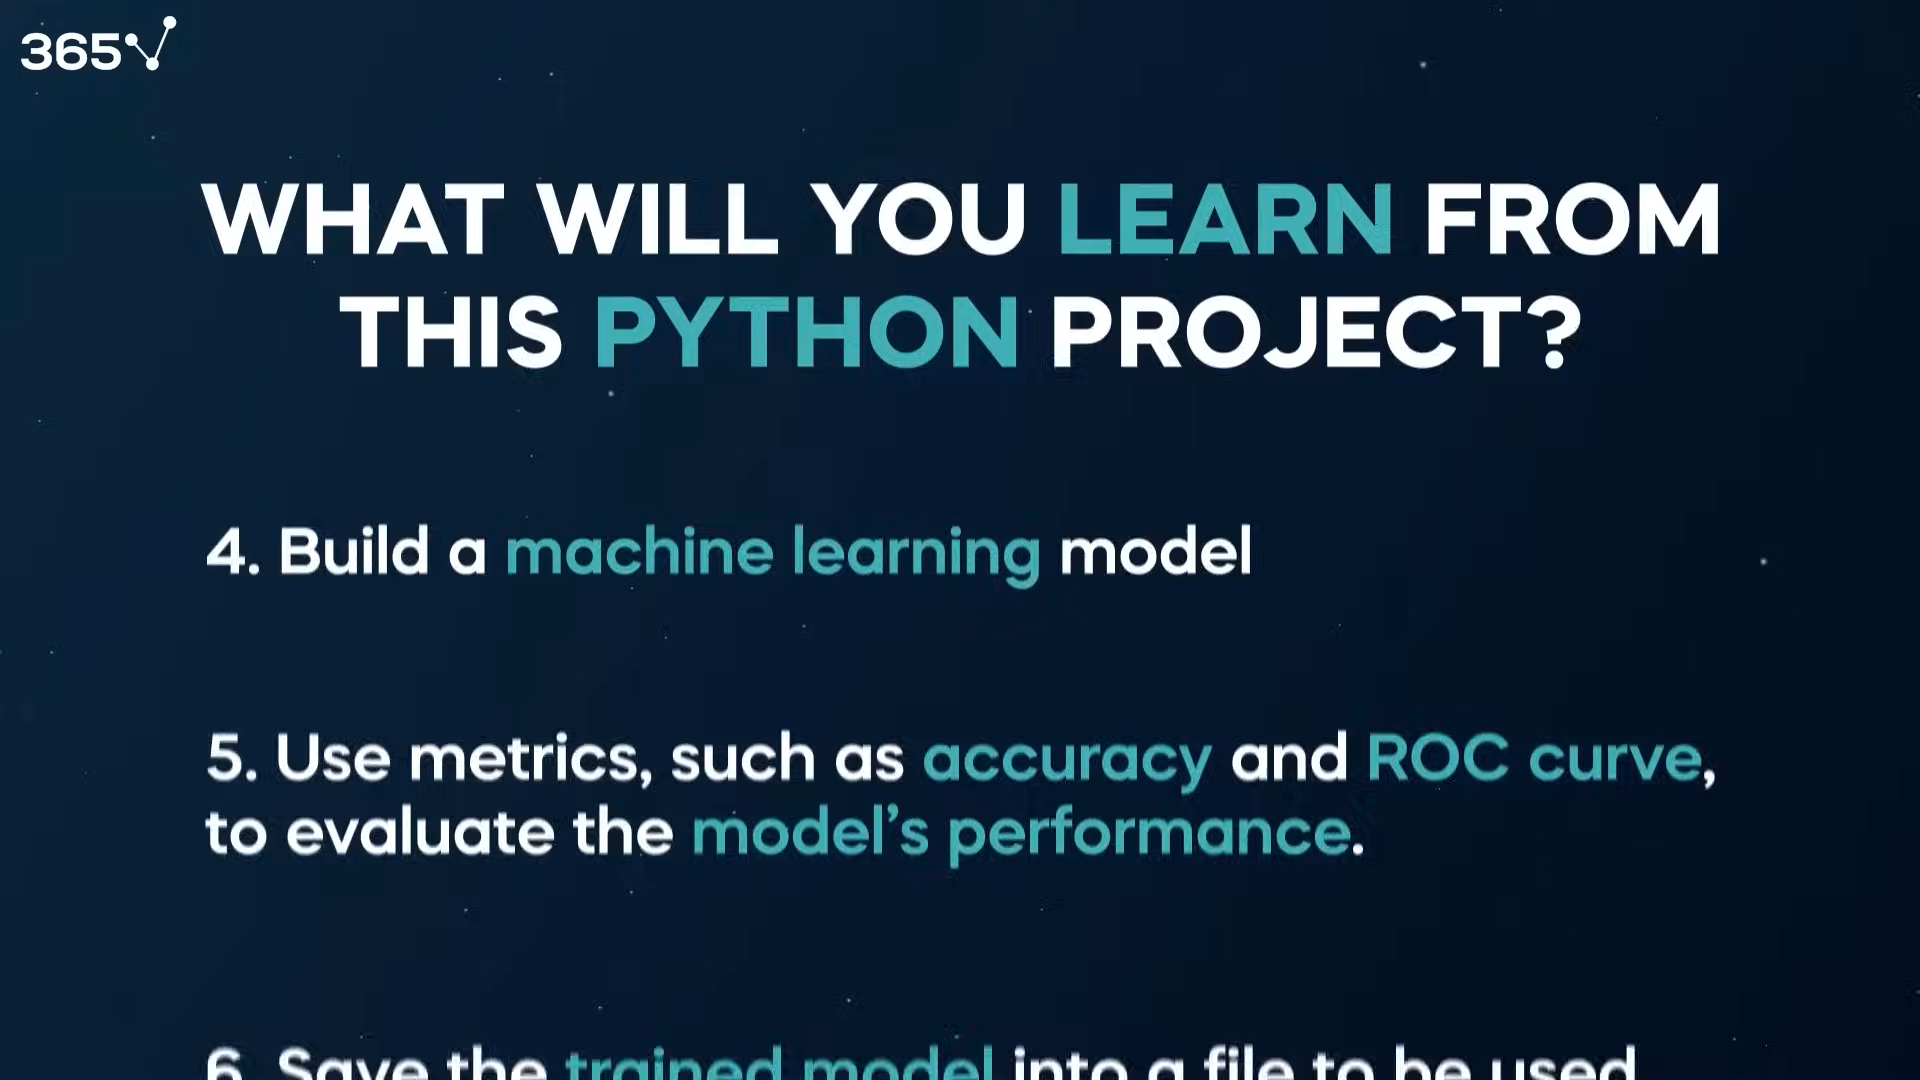 365
WHAT WILL YOU LEARN FROM
THIS PYTHON PROJECT?
4. Build a machine learning model
5. Use metrics, such as accuracy and ROC curve,
to evaluate the model’s performance.
6. Save the trained model into a file to be used